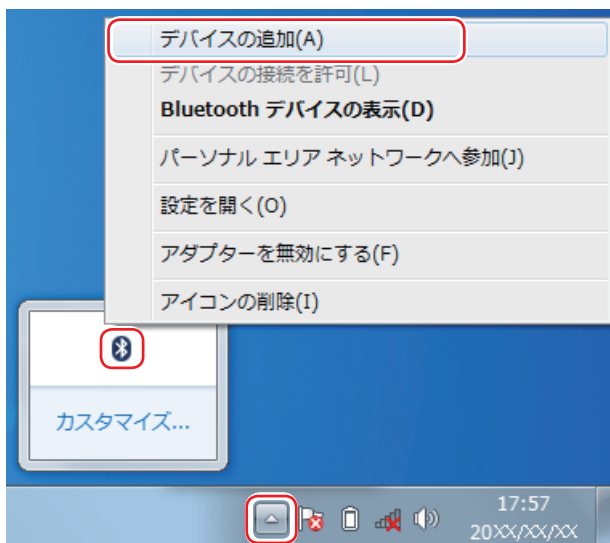 デバイスの追加(A)
デバイスの接続を許可(L)
Bluetooth デバイスの表示(D)
パーソナル エリア ネットワークへ参加(J)
設定を開く(O)
アダプターを無効にする(F)
アイコンの削除(I)
カスタマイズ...
17:57
20XX/XX/XX